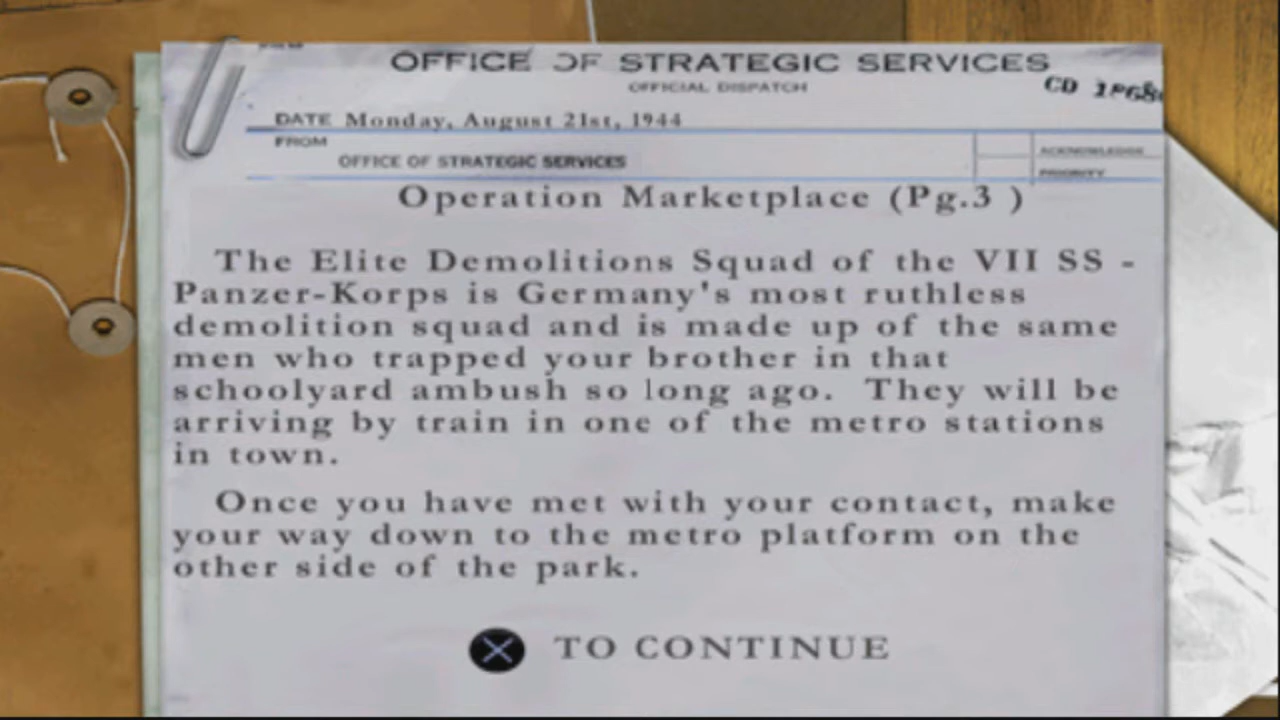 OFFICE OF STRATEGIC SERVICES
OFFICIAL DISPATCH
CD
DATE Monday, August 21st, 1944
FROM
OFFICE OF STRATEGIC SERVICES
ACKNOWLEDGE
PRIORITY
Operation Marketplace (Pg.3 )
The Elite Demolitions Squad of the VII SS -
Panzer-Korps is Germany's most ruthless
demolition squad and is made up of the same
men who trapped your brother in that
schoolyard ambush so long ago. They will be
arriving by train in one of the metro stations
in town.
Once you have met with your contact, make
your way down to the metro platform on the
other side of the park.
TO CONTINUE